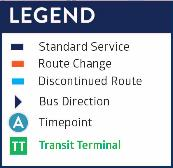 LEGEND
Standard Service
Route Change
Discontinued Route
Bus Direction
A Timepoint
TT Transit Terminal